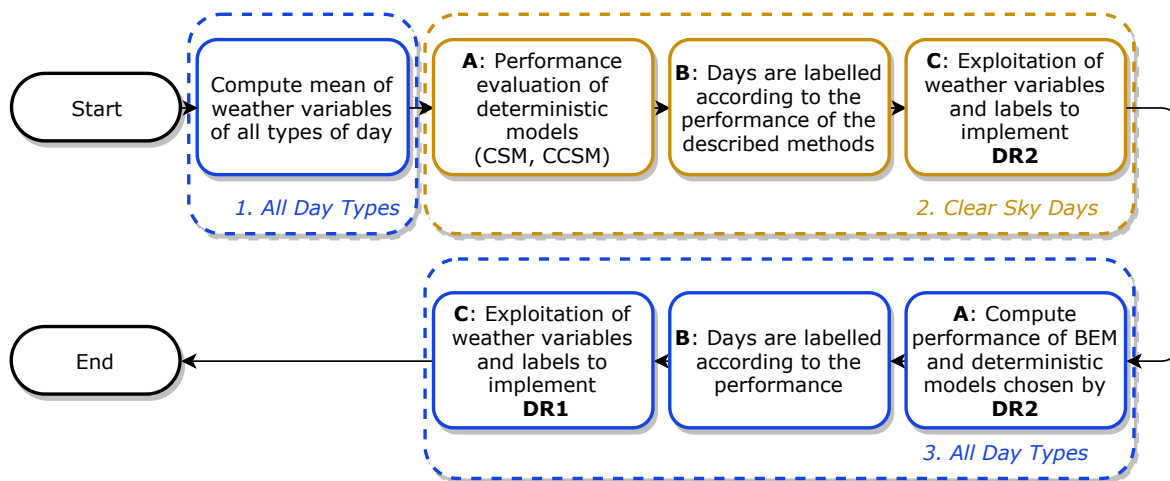 Start
Compute mean of
weather variables
of all types of day
1. All Day Types
A: Performance
evaluation of
deterministic
models
(CSM, CCSM)
B: Days are labelled
according to the
performance of the
described methods
C: Exploitation of
weather variables
and labels to
implement
DR2
2. Clear Sky Days
A: Compute
performance of BEM
and deterministic
models chosen by
DR2
B: Days are labelled
according to the
performance
C: Exploitation of
weather variables
and labels to
implement
DR1
3. All Day Types
End